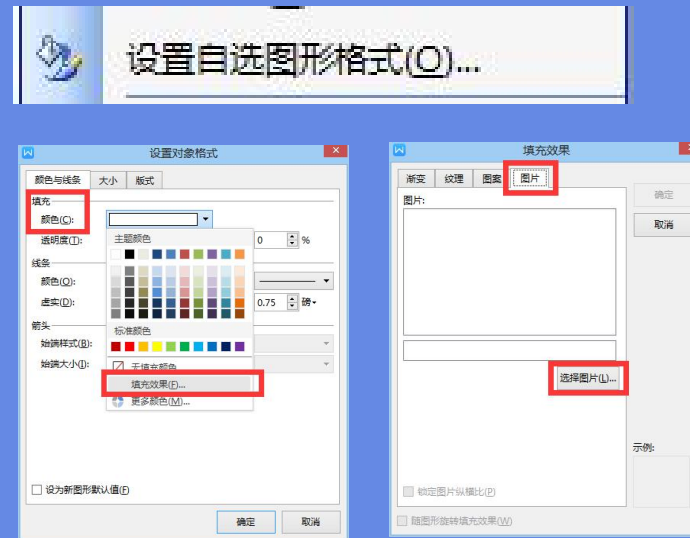 设置自选图形格式(O)...
设置对象格式
颜色与线条 大小 版式
填充
颜色(C):
透明度(T): 0 %
主题颜色
线条
颜色(O):
虚实(D): 0.75 磅
标准颜色
箭头
始端样式(B):
始端大小(I):
无填充颜色
填充效果(F)...
更多颜色(M)...
设为新图形默认值(F)
确定 取消
填充效果
渐变 纹理 图案 图片
图片:
确定
取消
选择图片(L)...
示例:
锁定图片纵横比(P)
随图形旋转填充效果(W)